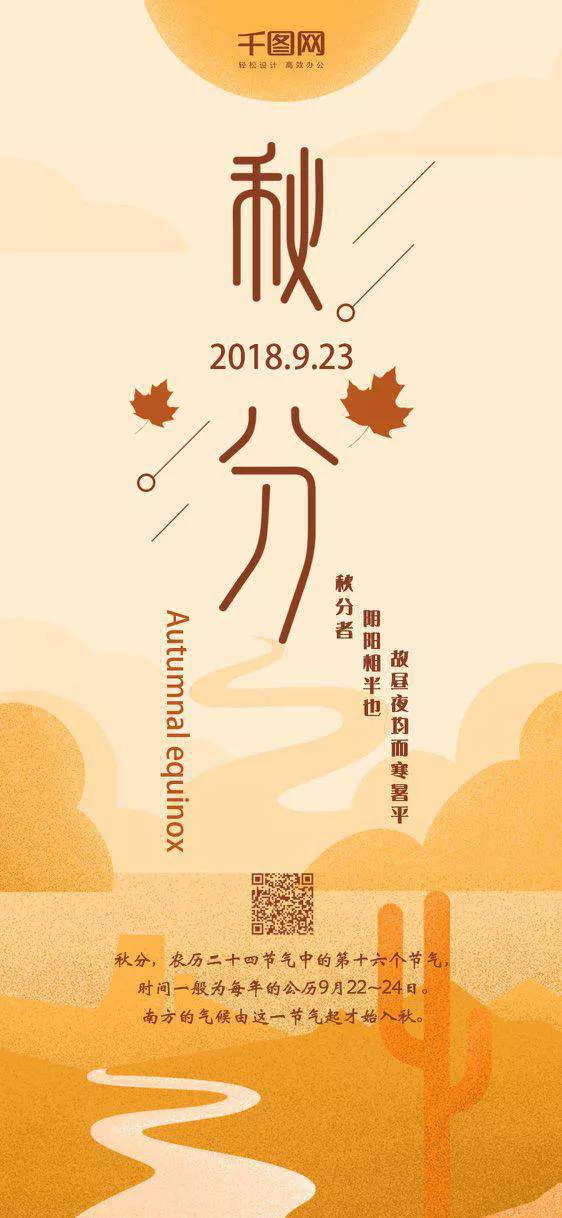 千图网
轻松设计 高效办公
秋
2018.9.23
分
秋分者
阴阳相半也
故昼夜均而寒暑平
Autumnal equinox
秋分，农历二十四节气中的第十六个节气，
时间一般为每年的公历9月22~24日。
南方的气候由这一节气起才始入秋。